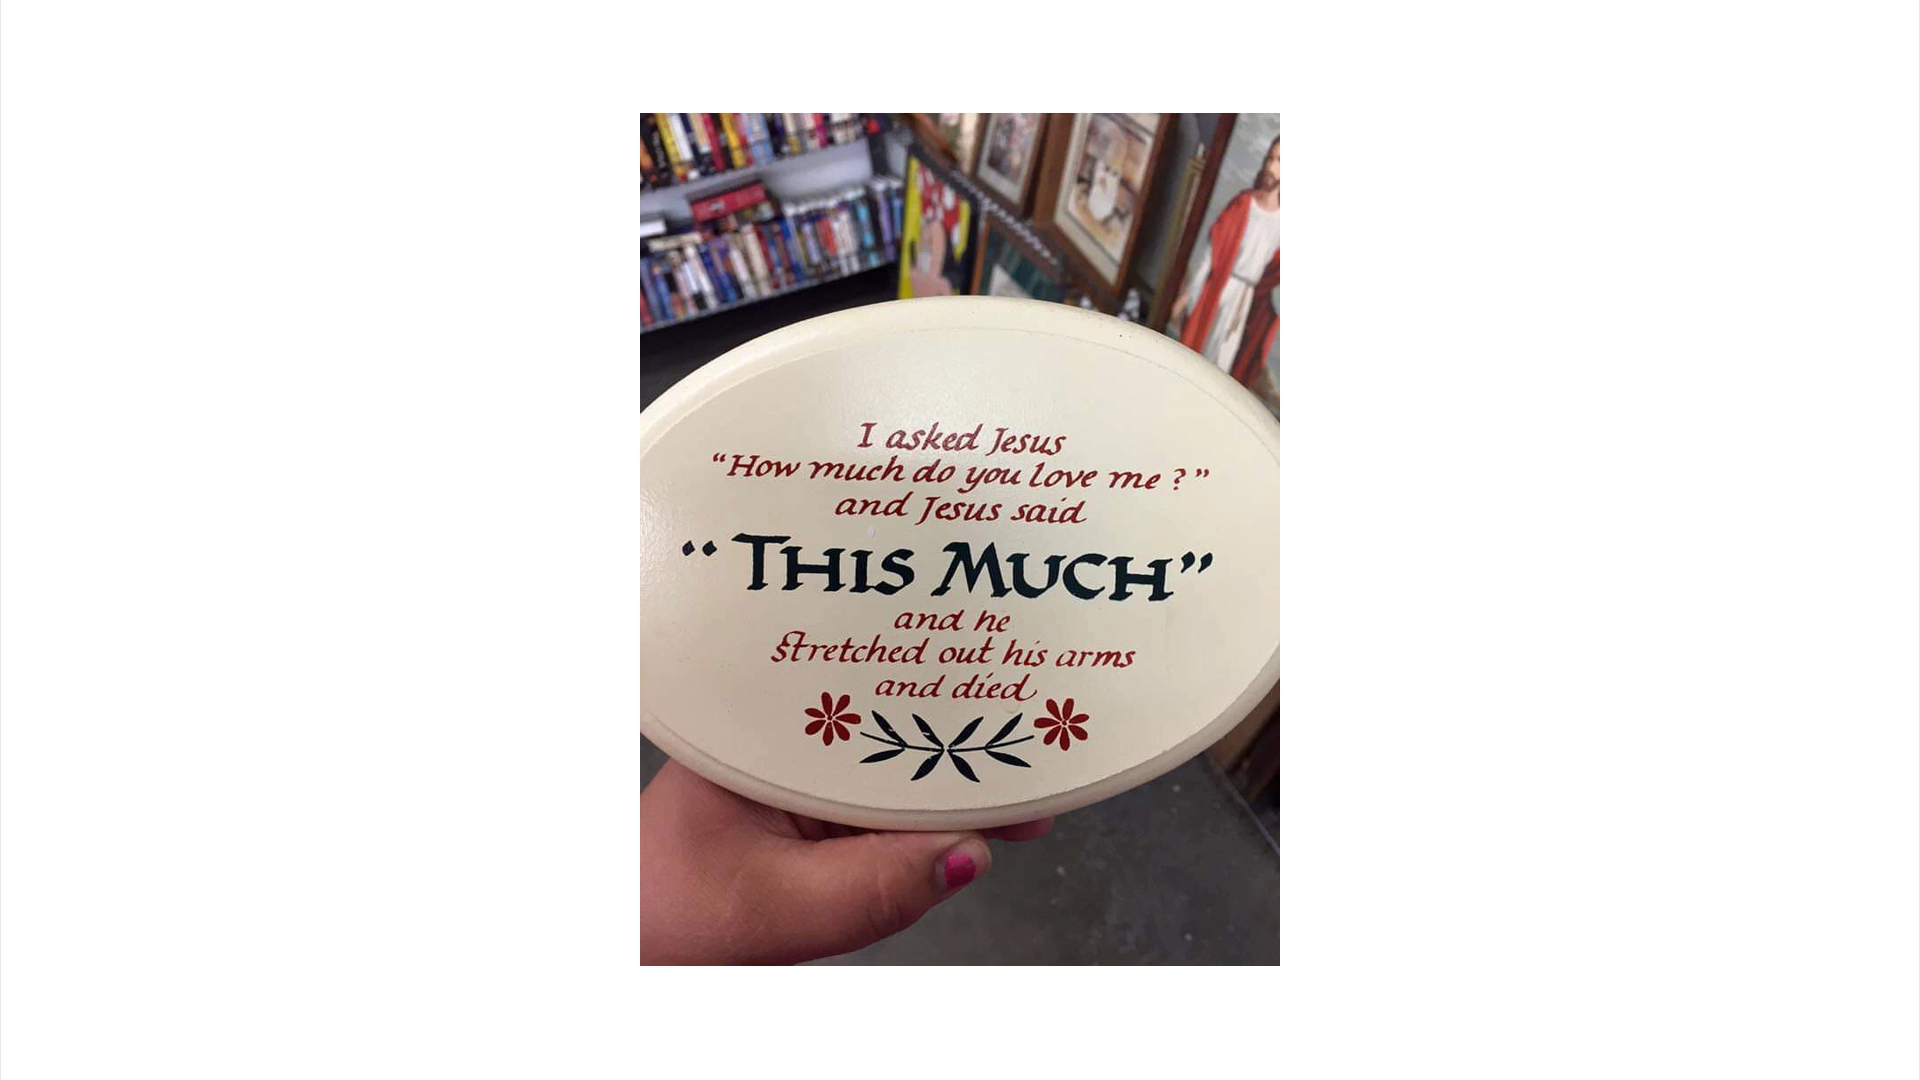 I asked Jesus
“How much do you love me?”
and Jesus said
“THIS MUCH”
and he
stretched out his arms
and died